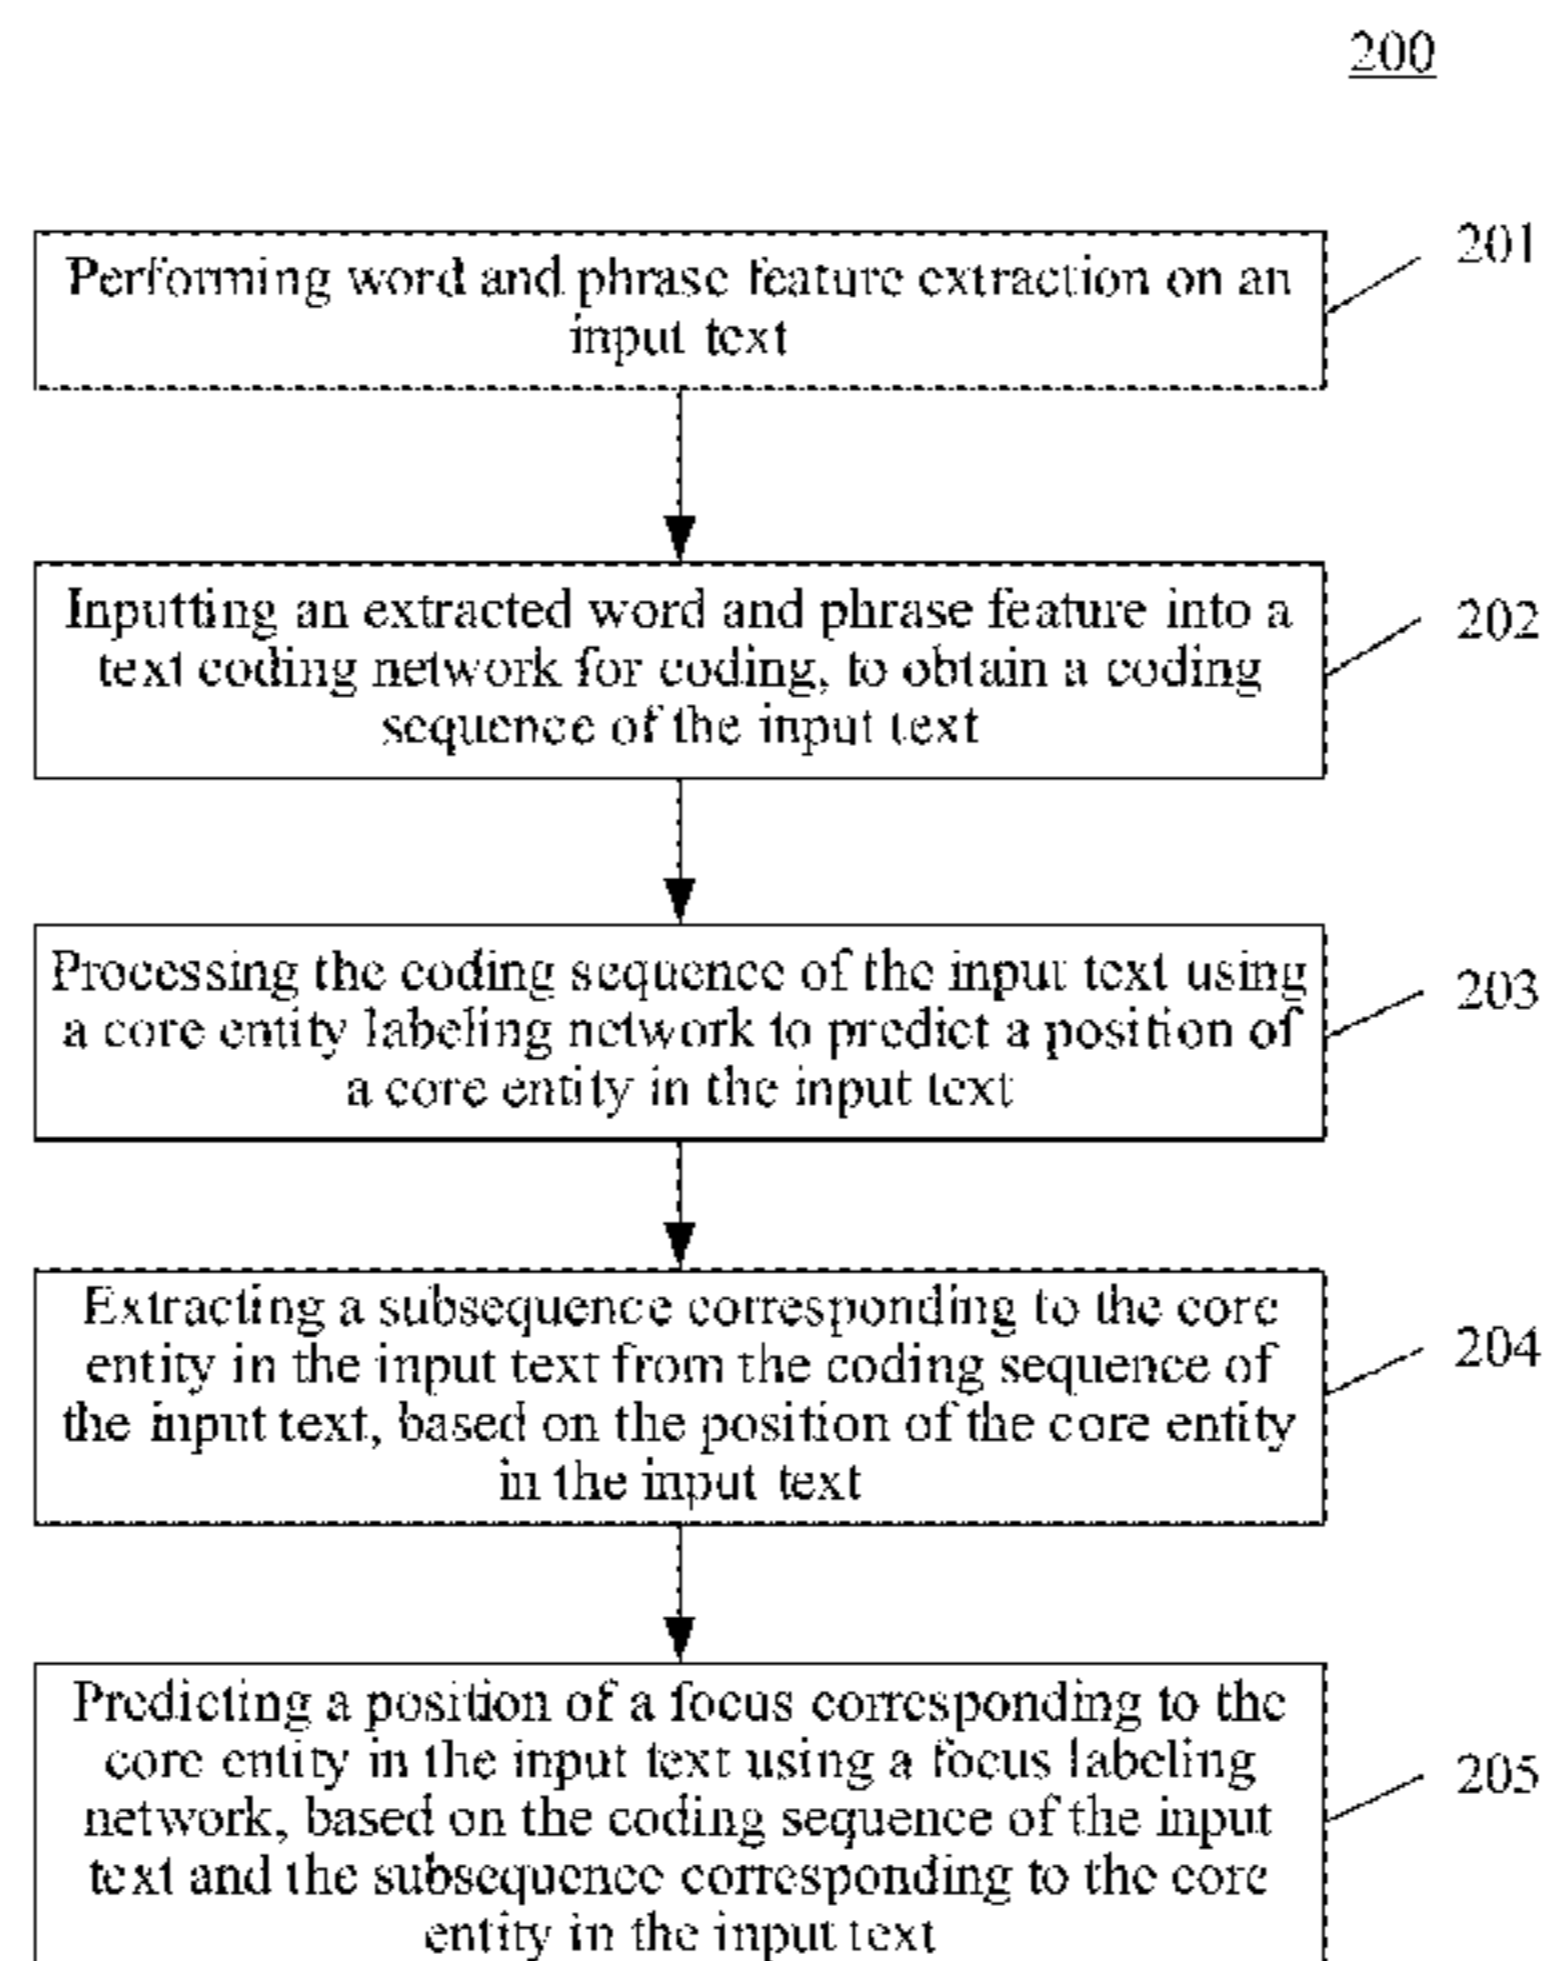 200
Performing word and phrase feature extraction on an
input text
201
Inputting an extracted word and phrase feature into a
text coding network for coding, to obtain a coding
sequence of the input text
202
Processing the coding sequence of the input text using
a core entity labeling network to predict a position of
a core entity in the input text
203
Extracting a subsequence corresponding to the core
entity in the input text from the coding sequence of
the input text, based on the position of the core entity
in the input text
204
Predicting a position of a focus corresponding to the
core entity in the input text using a focus labeling
network, based on the coding sequence of the input
text and the subsequence corresponding to the core
entity in the input text
205